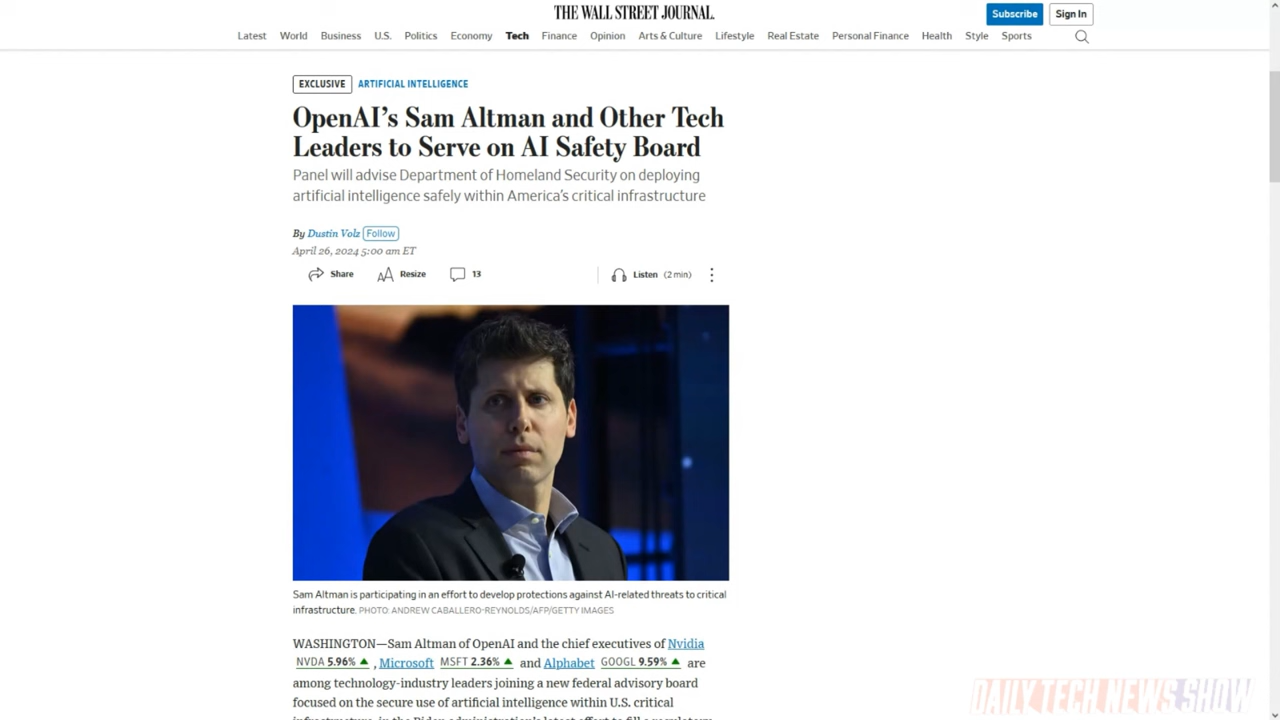 THE WALL STREET JOURNAL.
Subscribe
Sign In
Latest World Business U.S. Politics Economy Tech Finance Opinion Arts & Culture Lifestyle Real Estate Personal Finance Health Style Sports
EXCLUSIVE ARTIFICIAL INTELLIGENCE
OpenAI’s Sam Altman and Other Tech
Leaders to Serve on AI Safety Board
Panel will advise Department of Homeland Security on deploying
artificial intelligence safely within America’s critical infrastructure
By Dustin Volz Follow
April 26, 2024 5:00 am ET
Share AA Resize 13 Listen (2 min)
Sam Altman is participating in an effort to develop protections against AI-related threats to critical
infrastructure. PHOTO: ANDREW CABALLERO-REYNOLDS/AFP/GETTY IMAGES
WASHINGTON—Sam Altman of OpenAI and the chief executives of Nvidia
NVDA 5.96% ▲ , Microsoft MSFT 2.36% ▲ and Alphabet GOOGL 9.59% ▲ are
among technology-industry leaders joining a new federal advisory board
focused on the secure use of artificial intelligence within U.S. critical
DAILY TECH NEWS SHOW